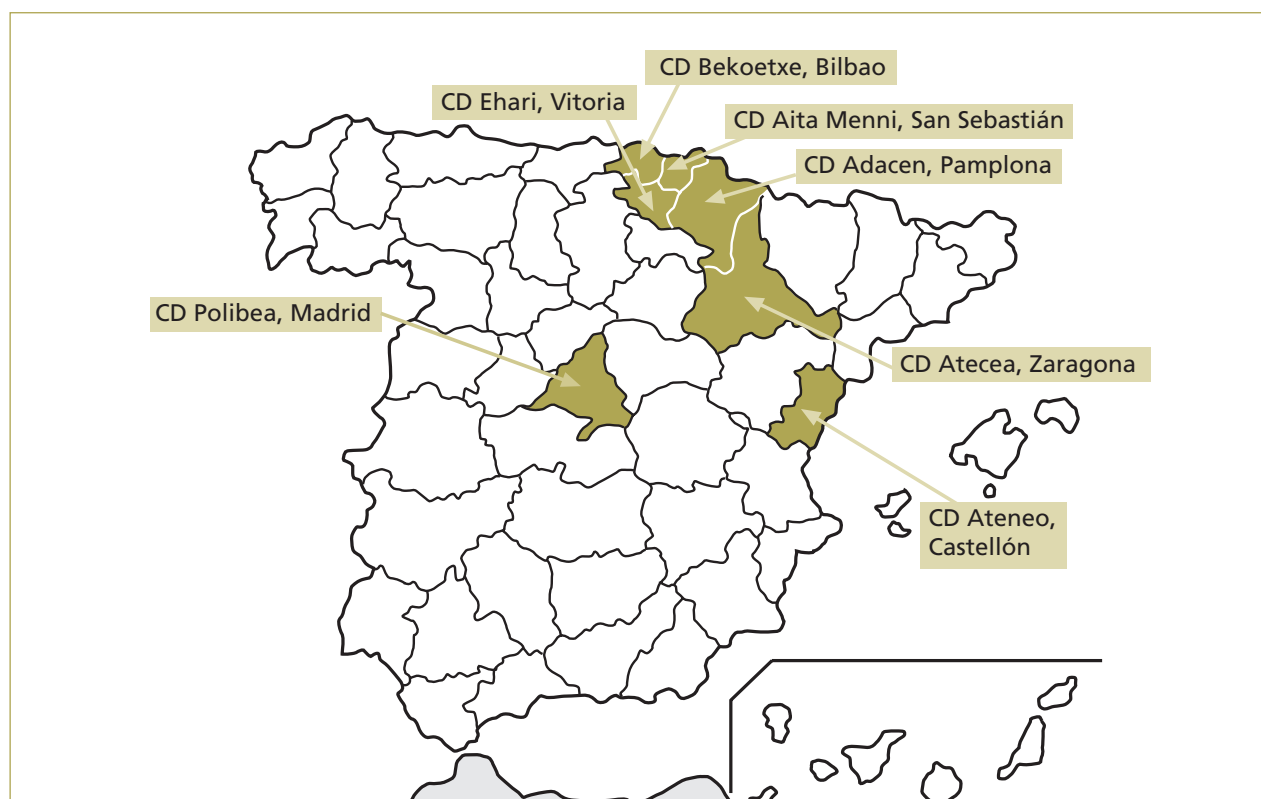 CD Bekoetxe, Bilbao
CD Ehari, Vitoria
CD Aita Menni, San Sebastián
CD Adacen, Pamplona
CD Polibea, Madrid
CD Atecea, Zaragona
CD Ateneo,
Castellón